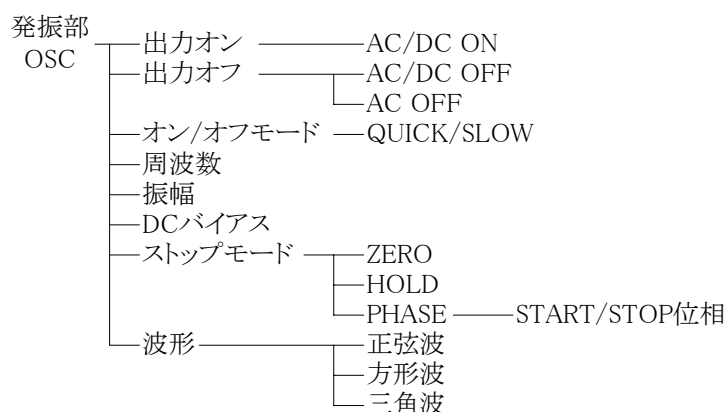 発振部
OSC
出力オン AC/DC ON
出力オフ AC/DC OFF
AC OFF
オン/オフモード QUICK/SLOW
周波数
振幅
DCバイアス
ストップモード ZERO
HOLD
PHASE START/STOP位相
波形 正弦波
方形波
三角波